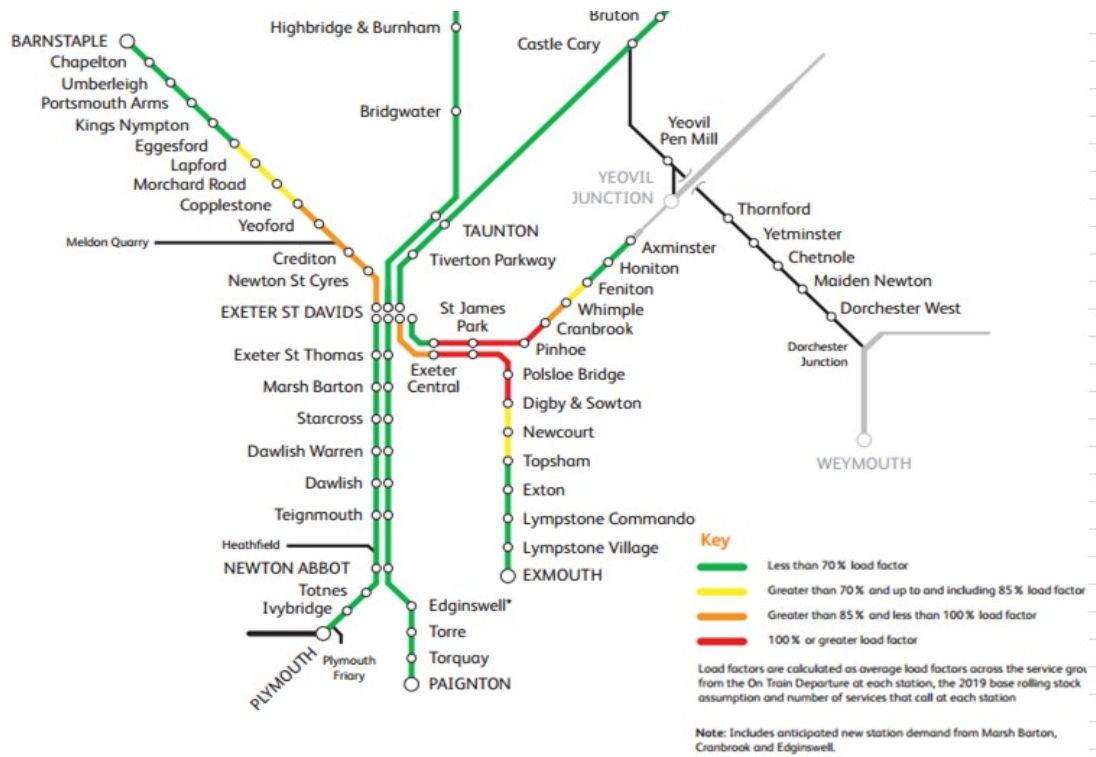 Bruton
Highbridge & Burnham
Castle Cary
BARNSTAPLE
Chapelton
Umberleigh
Portsmouth Arms
Kings Nympton
Eggesford
Lapford
Morchard Road
Copplestone
Yeoford
Meldon Quarry
Crediton
Newton St Cyres
EXETER ST DAVIDS
Bridgwater
TAUNTON
Tiverton Parkway
Yeovil
Pen Mill
YEOVIL
JUNCTION
Thornford
Yetminster
Chetnole
Maiden Newton
Dorchester West
Dorchester
Junction
WEYMOUTH
Axminster
Honiton
Feniton
Whimple
Cranbrook
Pinhoe
St James
Park
Exeter
Central
Polsloe Bridge
Digby & Sowton
Newcourt
Topsham
Exton
Lympstone Commando
Lympstone Village
EXMOUTH
Exeter St Thomas
Marsh Barton
Starcross
Dawlish Warren
Dawlish
Teignmouth
Heathfield
NEWTON ABBOT
Totnes
Ivybridge
PLYMOUTH
Plymouth
Friary
Edginswell*
Torre
Torquay
PAIGNTON
Key
Less than 70% load factor
Greater than 70% and up to and including 85% load factor
Greater than 85% and less than 100% load factor
100% or greater load factor
Load factors are calculated as average load factors across the service
from the On Train Departure at each station, the 2019 base rolling stock
assumption and number of services that call at each station
Note: Includes anticipated new station demand from Marsh Barton,
Cranbrook and Edginswell.